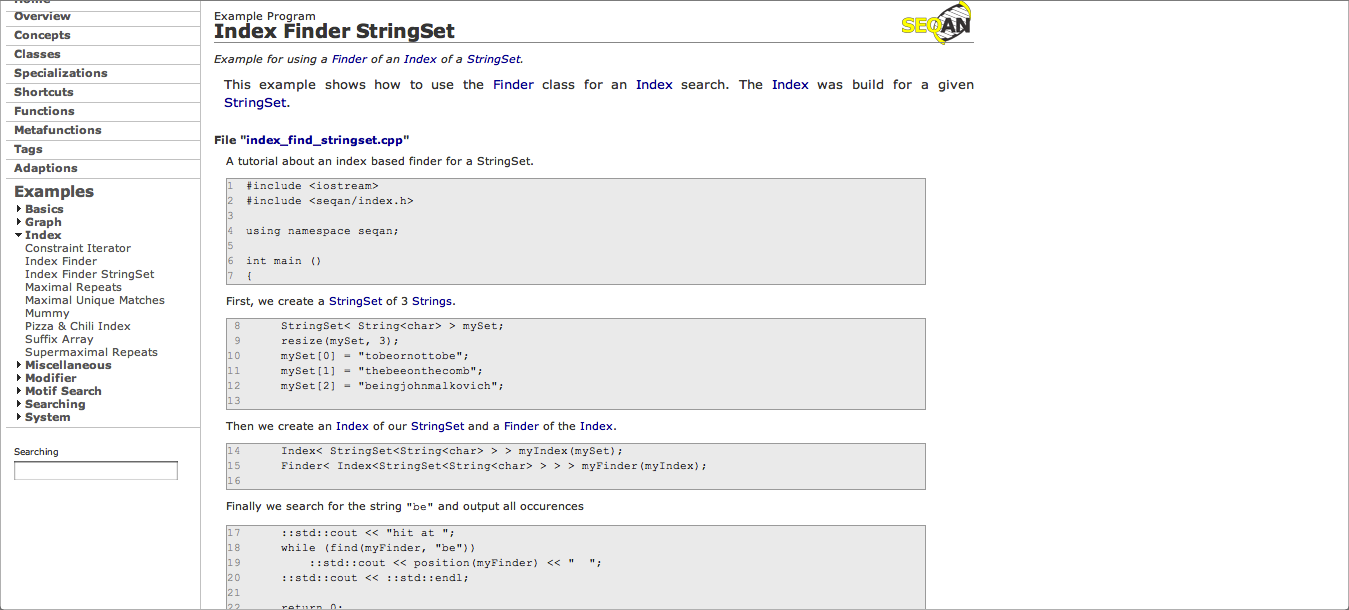 Home
Overview
Concepts
Classes
Specializations
Shortcuts
Functions
Metafunctions
Tags
Adaptions
Examples
Basics
Graph
Index
Constraint Iterator
Index Finder
Index Finder StringSet
Maximal Repeats
Maximal Unique Matches
Mummy
Pizza & Chili Index
Suffix Array
Supermaximal Repeats
Miscellaneous
Modifier
Motif Search
Searching
System
Searching
Example Program
Index Finder StringSet
SEQAN
Example for using a Finder of an Index of a StringSet.
This example shows how to use the Finder class for an Index search. The Index was build for a given
StringSet.
File "index_find_stringset.cpp"
A tutorial about an index based finder for a StringSet.
1 #include <iostream>
2 #include <seqan/index.h>
3
4 using namespace seqan;
5
6 int main ()
7 {
First, we create a StringSet of 3 Strings.
8 StringSet< String<char> > mySet;
9 resize(mySet, 3);
10 mySet[0] = "tobeornottobe";
11 mySet[1] = "thebeeonthecomb";
12 mySet[2] = "beingjohnmalkovich";
13
Then we create an Index of our StringSet and a Finder of the Index.
14 Index< StringSet<String<char> > > myIndex(mySet);
15 Finder< Index<StringSet<String<char> > > > myFinder(myIndex);
16
Finally we search for the string "be" and output all occurences
17 ::std::cout << "hit at ";
18 while (find(myFinder, "be"))
19 ::std::cout << position(myFinder) << "  ";
20 ::std::cout << ::std::endl;
21
22 return 0;